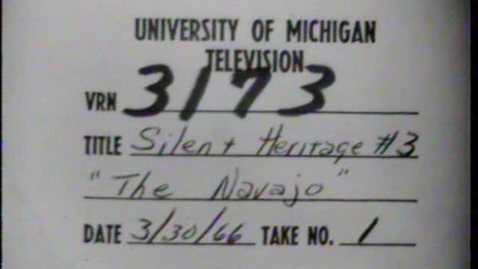 UNIVERSITY OF MICHIGAN
TELEVISION
VRN 3173
TITLE Silent Heritage #3
"The Navajo"
DATE 3/30/66 TAKE NO. 1